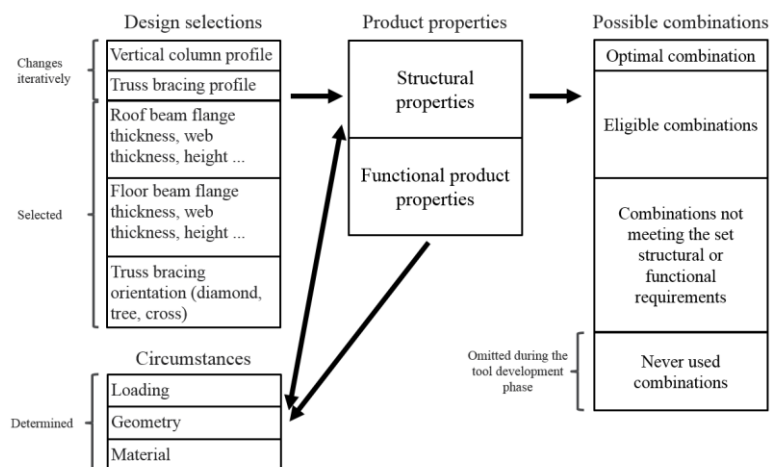 Design selections
Changes
iteratively
Vertical column profile
Truss bracing profile
Selected
Roof beam flange
thickness, web
thickness, height ...
Floor beam flange
thickness, web
thickness, height ...
Truss bracing
orientation (diamond,
tree, cross)
Circumstances
Determined
Loading
Geometry
Material
Product properties
Structural
properties
Functional product
properties
Possible combinations
Optimal combination
Eligible combinations
Combinations not
meeting the set
structural or
functional
requirements
Omitted during the
tool development
phase
Never used
combinations